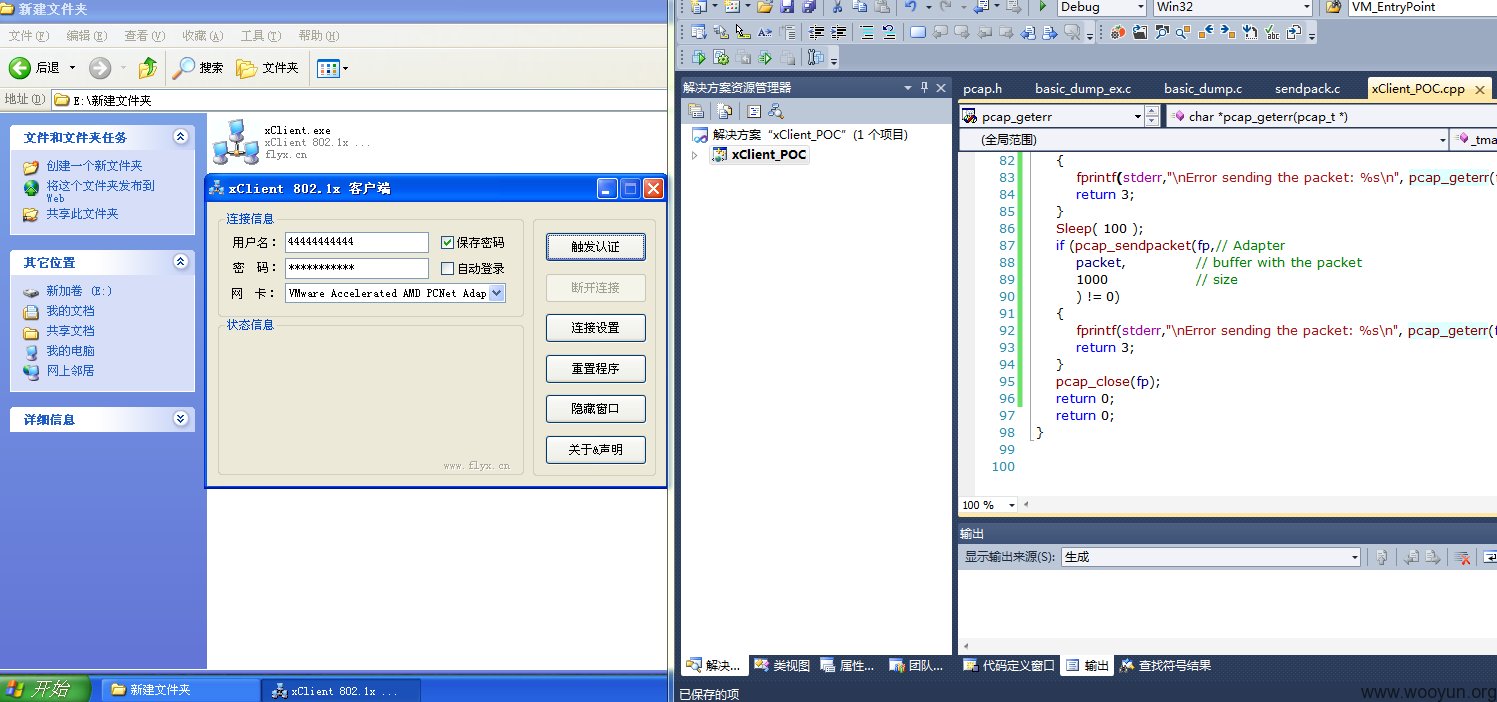 新建文件夹
文件(F) 编辑(E) 查看(V) 收藏(A) 工具(T) 帮助(H)
后退 搜索 文件夹
地址(D) E:\新建文件夹
文件和文件夹任务
创建一个新文件夹
将这个文件夹发布到
Web
共享此文件夹
其它位置
新加卷 (E:)
我的文档
共享文档
我的电脑
网上邻居
详细信息
xClient.exe
xClient 802.1x ...
flyx.cn
xClient 802.1x 客户端
连接信息
用户名: 44444444444 保存密码
密 码: *********** 自动登录
网 卡: VMware Accelerated AMD PCNet Adap
状态信息
www.flyx.cn
触发认证
断开连接
连接设置
重置程序
隐藏窗口
关于&声明
开始 新建文件夹 xClient 802.1x ...
Debug Win32 VM_EntryPoint
解决方案资源管理器
解决方案“xClient_POC”(1 个项目)
xClient_POC
pcap.h basic_dump_ex.c basic_dump.c sendpack.c xClient_POC.cpp
pcap_geterr char *pcap_geterr(pcap_t *)
(全局范围) _tma
82 {
83 fprintf(stderr,"\nError sending the packet: %s\n", pcap_geterr(
84 return 3;
85 }
86 Sleep( 100 );
87 if (pcap_sendpacket(fp,// Adapter
88 packet, // buffer with the packet
89 1000 // size
90 ) != 0)
91 {
92 fprintf(stderr,"\nError sending the packet: %s\n", pcap_geterr(
93 return 3;
94 }
95 pcap_close(fp);
96 return 0;
97 return 0;
98 }
99
100
100 %
输出
显示输出来源(S): 生成
解决... 类视图 属性... 团队...
代码定义窗口 输出 查找符号结果
已保存的项
www.wooyun.org